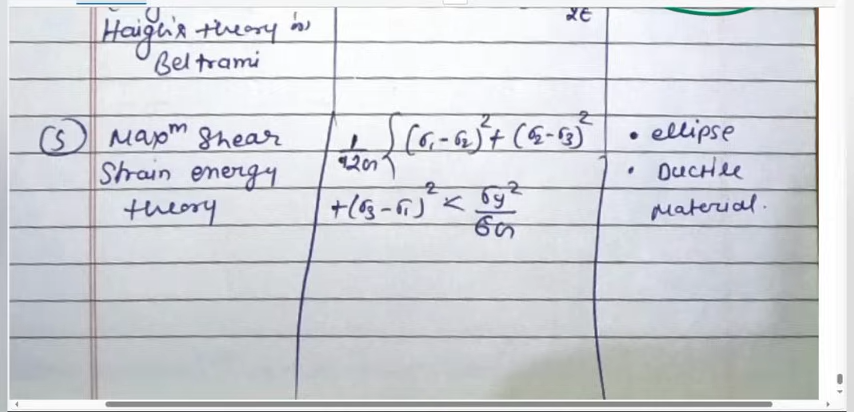 2E
Haigh's theory or
Beltrami
(5) Maxᵐ Shear
Strain energy
theory
1/12G {(σ₁-σ₂)² + (σ₂-σ₃)²
+(σ₃-σ₁)² < σy²/6G
• ellipse
• Ductile
Material.